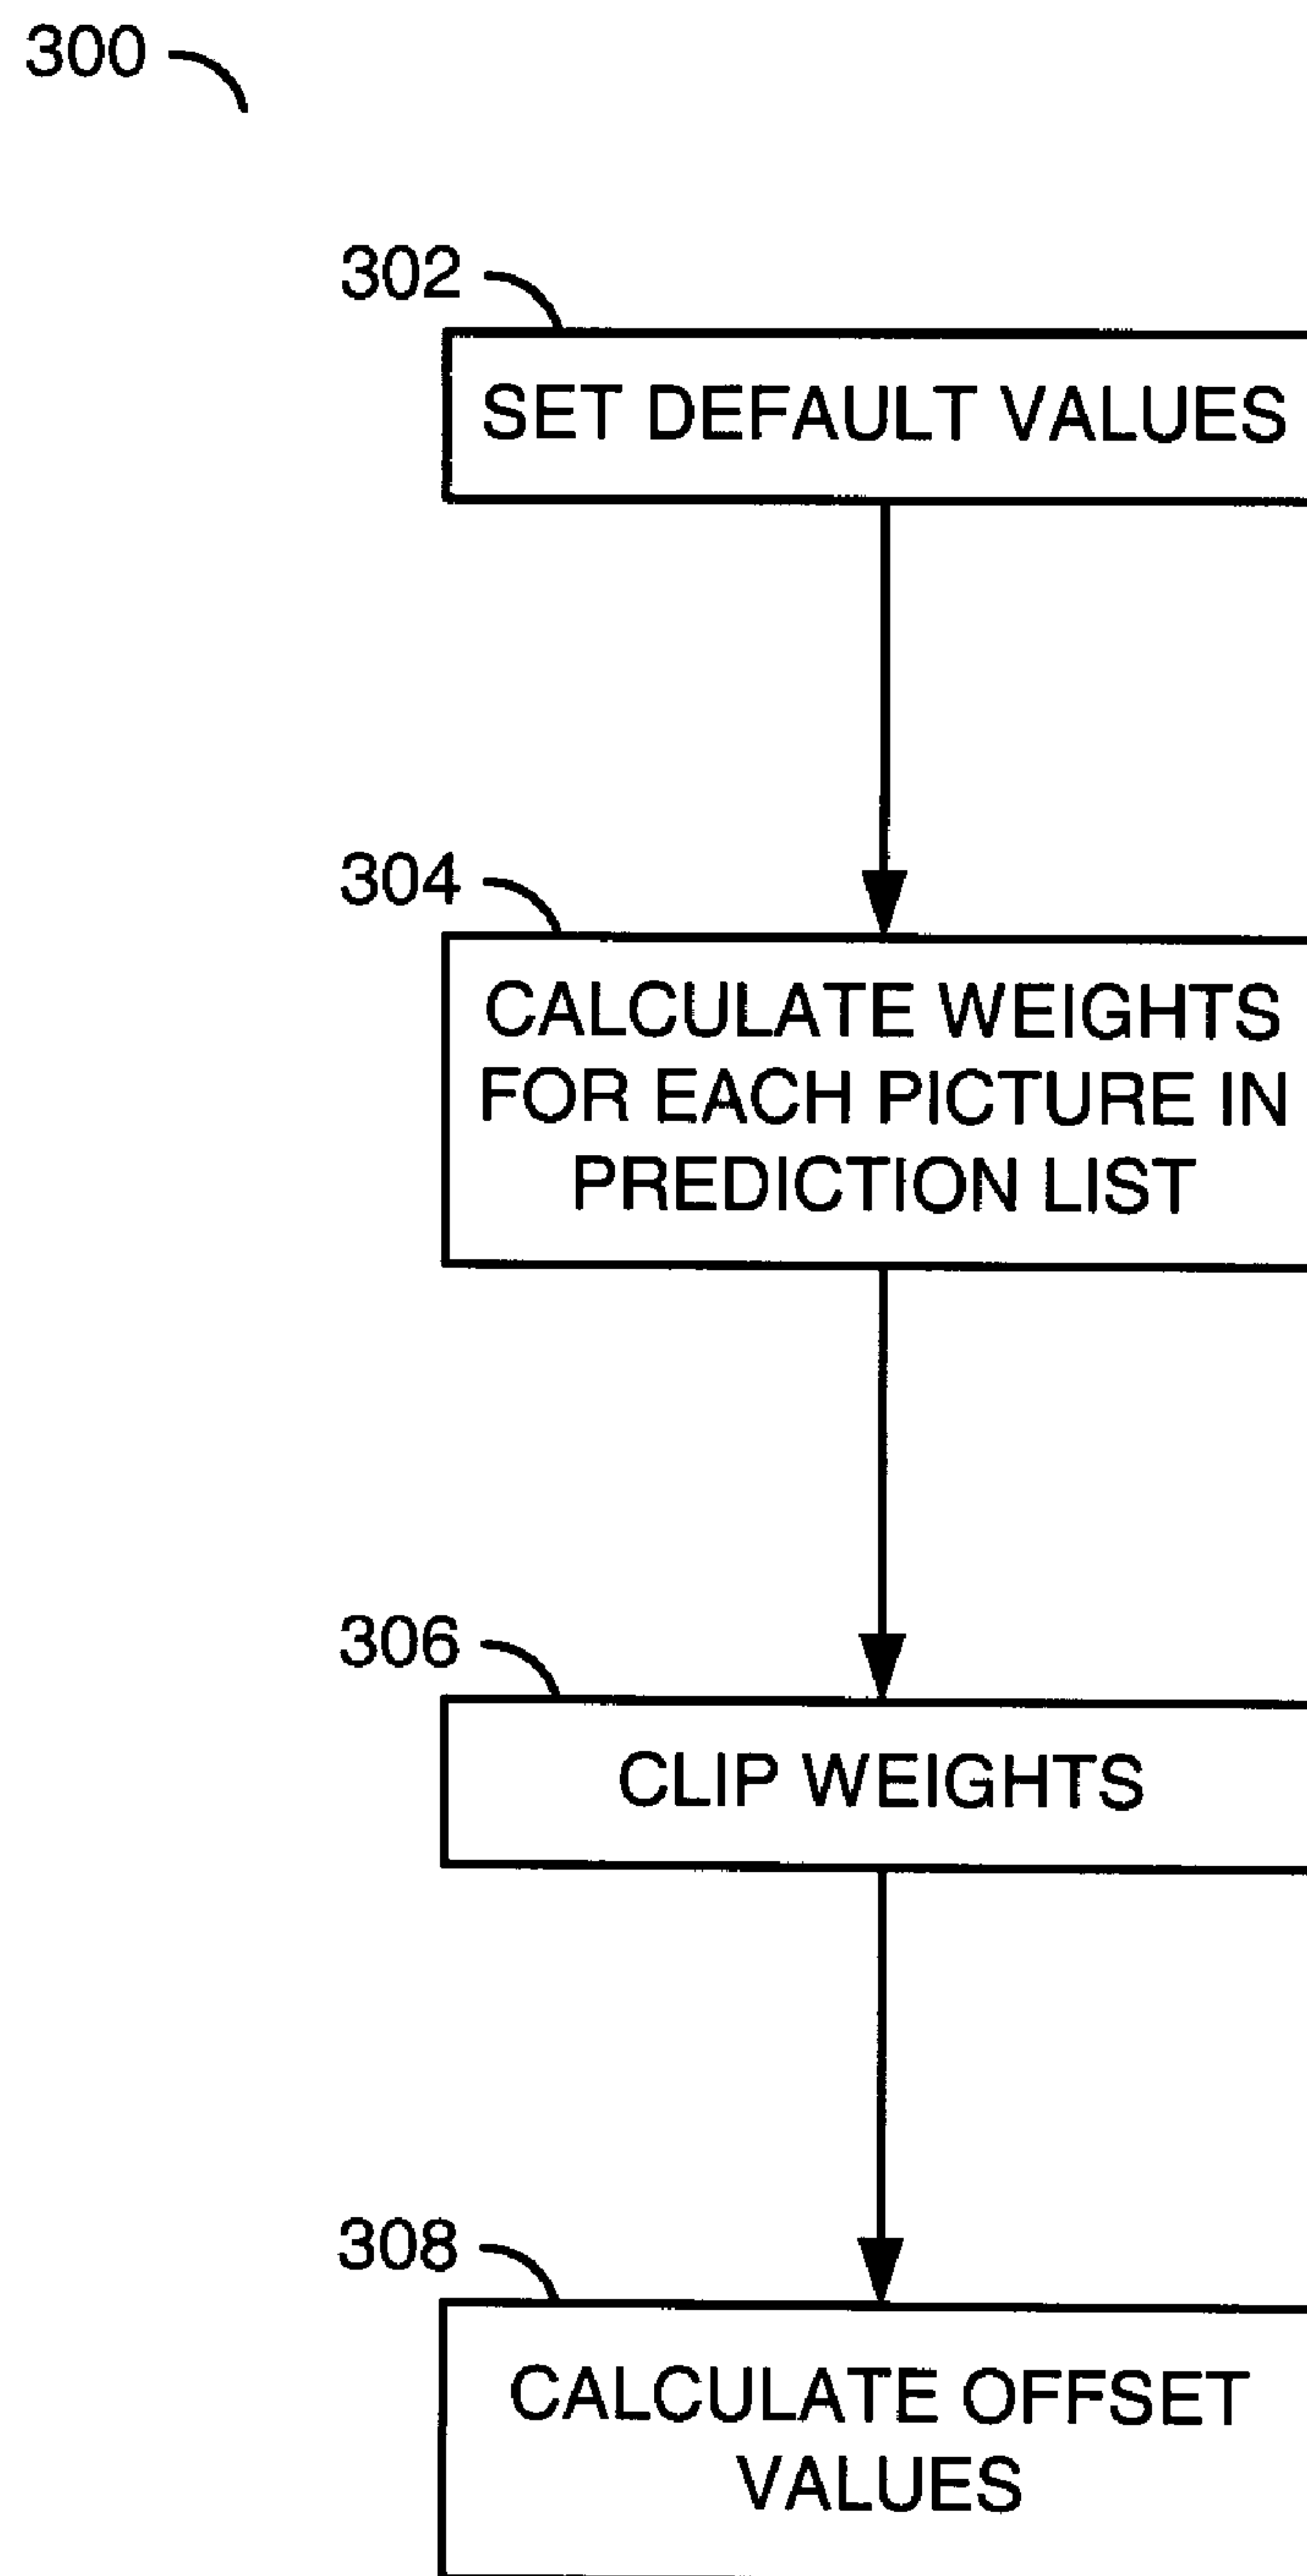 300
302
SET DEFAULT VALUES
304
CALCULATE WEIGHTS
FOR EACH PICTURE IN
PREDICTION LIST
306
CLIP WEIGHTS
308
CALCULATE OFFSET
VALUES